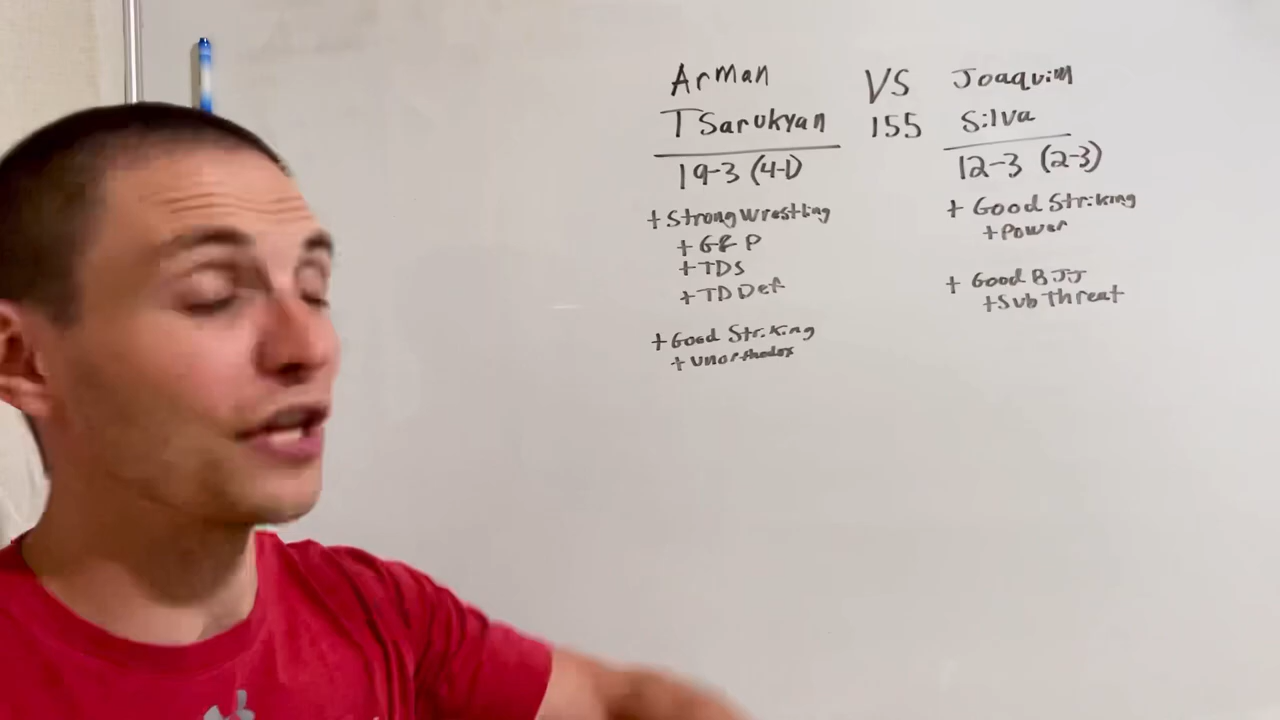 Arman VS Joaquim
Tsarukyan 155 Silva
19-3 (4-1) 12-3 (2-3)
+ Strong Wrestling
+ G&P
+ TDS
+ TD Def
+ Good Striking
+ Unorthodox
+ Good Striking
+ Power
+ Good BJJ
+ Sub Threat